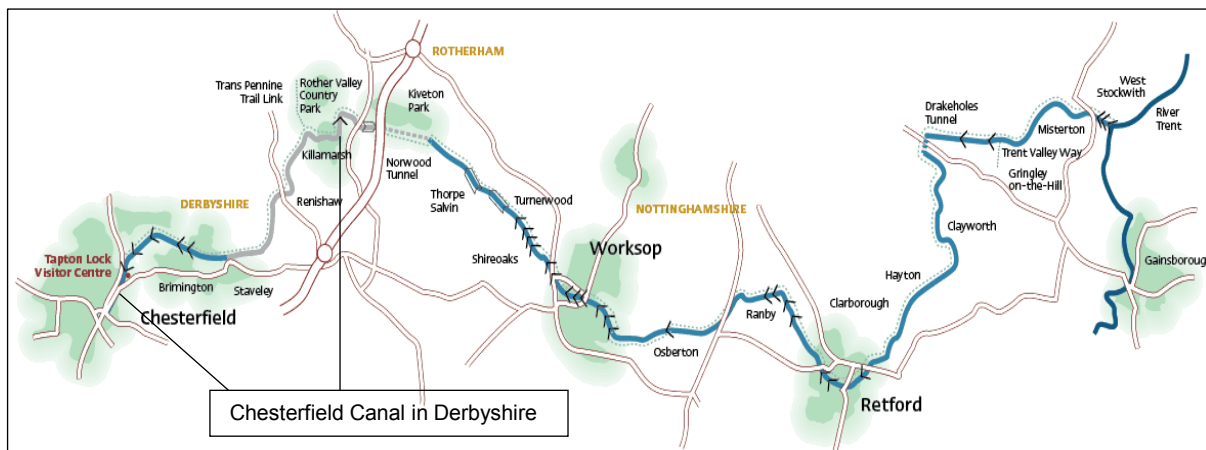 ROTHERHAM
Trans Pennine
Trail Link
Rother Valley
Country
Park
Kiveton
Park
West
Stockwith
River
Trent
Drakeholes
Tunnel
Misterton
Trent Valley Way
Gringley
on-the-Hill
Killamarsh
Norwood
Tunnel
Renishaw
Thorpe
Salvin
Turnerwood
DERBYSHIRE
NOTTINGHAMSHIRE
Clayworth
Worksop
Shireoaks
Tapton Lock
Visitor Centre
Brimington
Staveley
Hayton
Gainsboroug
Chesterfield
Clarborough
Ranby
Osberton
Retford
Chesterfield Canal in Derbyshire